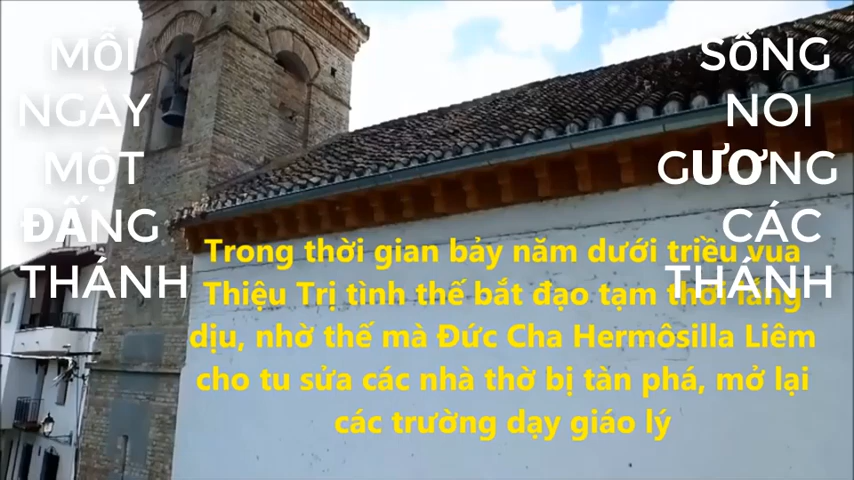 MỖI
NGÀY
MỘT
ĐẤNG
THÁNH
SỐNG
NOI
GƯƠNG
CÁC
THÁNH
Trong thời gian bảy năm dưới triều vua
Thiệu Trị tình thế bắt đạo tạm thời lắng
dịu, nhờ thế mà Đức Cha Hermôsilla Liêm
cho tu sửa các nhà thờ bị tàn phá, mở lại
các trường dạy giáo lý